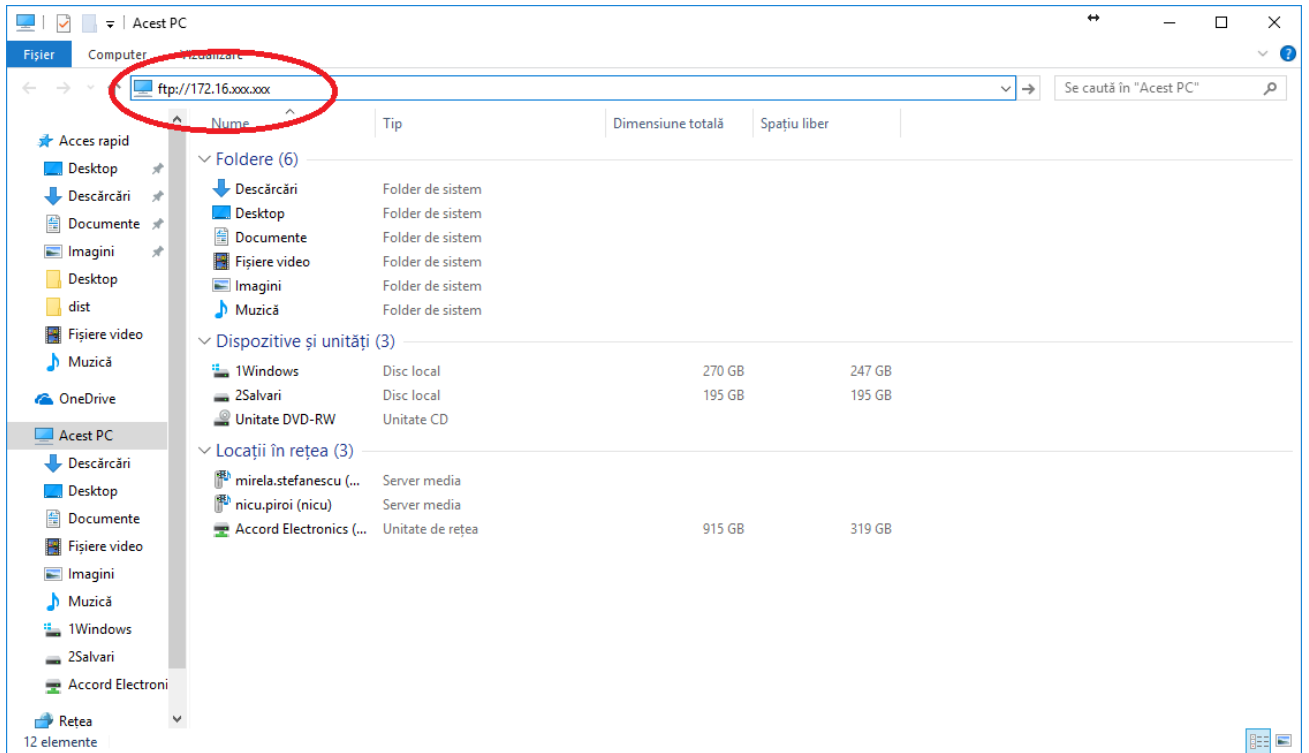 Acest PC
Fișier Computer Vizualizare
ftp://172.16.xxx.xxx Se caută în "Acest PC"
Nume Tip Dimensiune totală Spațiu liber
Acces rapid
Desktop
Descărcări
Documente
Imagini
Desktop
dist
Fișiere video
Muzică
OneDrive
Acest PC
Descărcări
Desktop
Documente
Fișiere video
Imagini
Muzică
1Windows
2Salvari
Accord Electroni
Rețea
Foldere (6)
Descărcări Folder de sistem
Desktop Folder de sistem
Documente Folder de sistem
Fișiere video Folder de sistem
Imagini Folder de sistem
Muzică Folder de sistem
Dispozitive și unități (3)
1Windows Disc local 270 GB 247 GB
2Salvari Disc local 195 GB 195 GB
Unitate DVD-RW Unitate CD
Locații în rețea (3)
mirela.stefanescu (... Server media
nicu.piroi (nicu) Server media
Accord Electronics (... Unitate de rețea 915 GB 319 GB
12 elemente